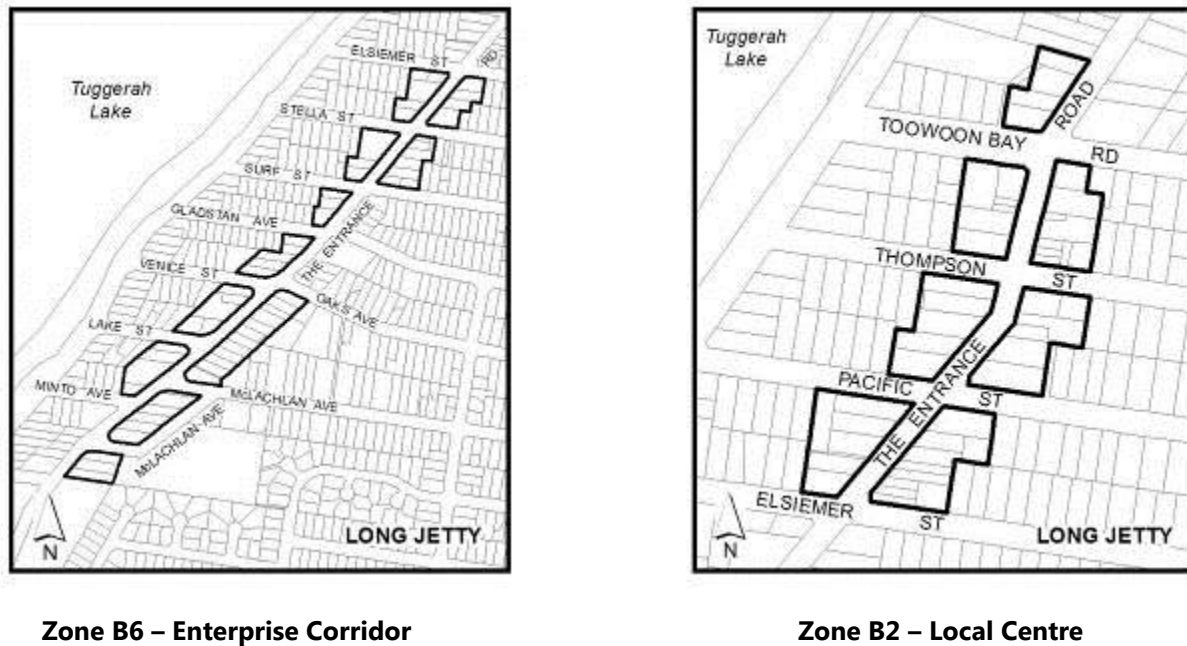 Tuggerah
Lake
ELSIEMER ST
RD
STELLA ST
SURF ST
GLADSTAN AVE
THE ENTRANCE
VENICE ST
OAKS AVE
LAKE ST
MINTO AVE
McLACHLAN AVE
McLACHLAN AVE
N
LONG JETTY
Zone B6 – Enterprise Corridor
Tuggerah
Lake
ROAD
TOOWOON BAY
RD
THOMPSON
ST
PACIFIC
ST
THE ENTRANCE
ELSIEMER
ST
N
LONG JETTY
Zone B2 – Local Centre